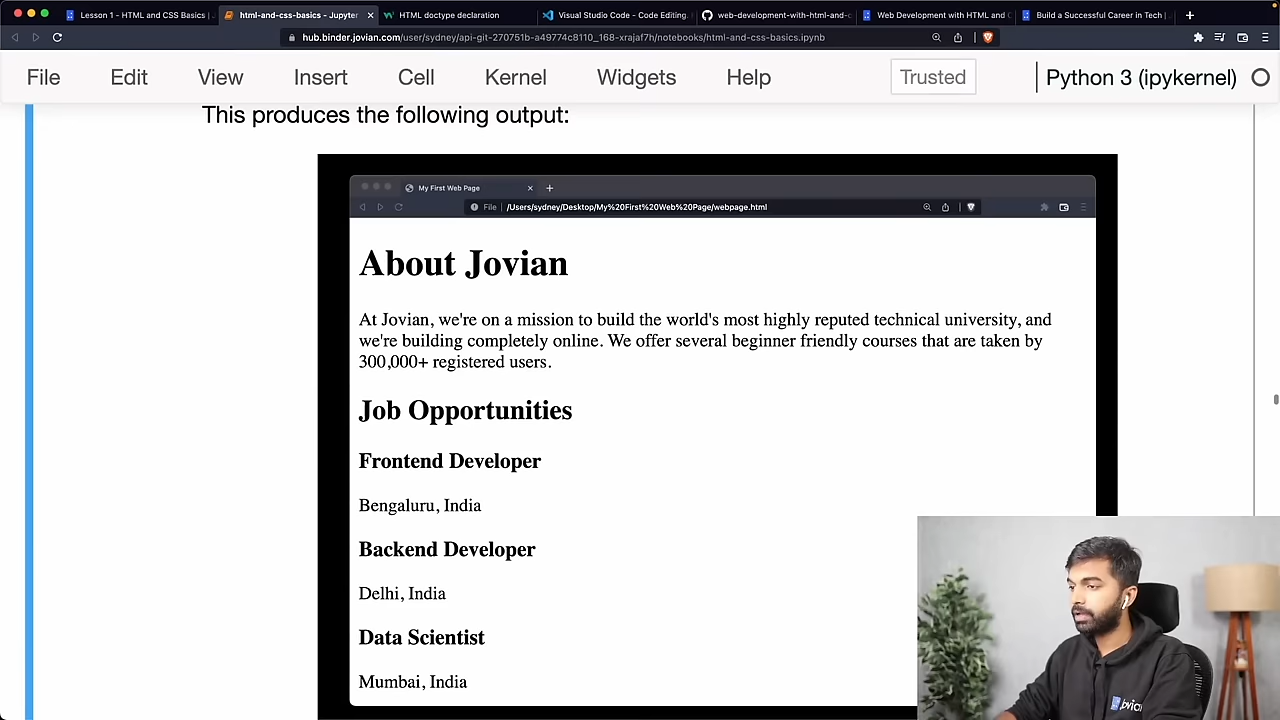 Lesson 1 - HTML and CSS Basics |
html-and-css-basics - Jupyter
HTML doctype declaration
Visual Studio Code - Code Editing.
web-development-with-html-and-c
Web Development with HTML and C
Build a Successful Career in Tech |
hub.binder.jovian.com/user/sydney/api-git-270751b-a49774c8110_168-xrajaf7h/notebooks/html-and-css-basics.ipynb
File Edit View Insert Cell Kernel Widgets Help Trusted Python 3 (ipykernel)
This produces the following output:
My First Web Page
File /Users/sydney/Desktop/My%20First%20Web%20Page/webpage.html
About Jovian
At Jovian, we're on a mission to build the world's most highly reputed technical university, and
we're building completely online. We offer several beginner friendly courses that are taken by
300,000+ registered users.
Job Opportunities
Frontend Developer
Bengaluru, India
Backend Developer
Delhi, India
Data Scientist
Mumbai, India